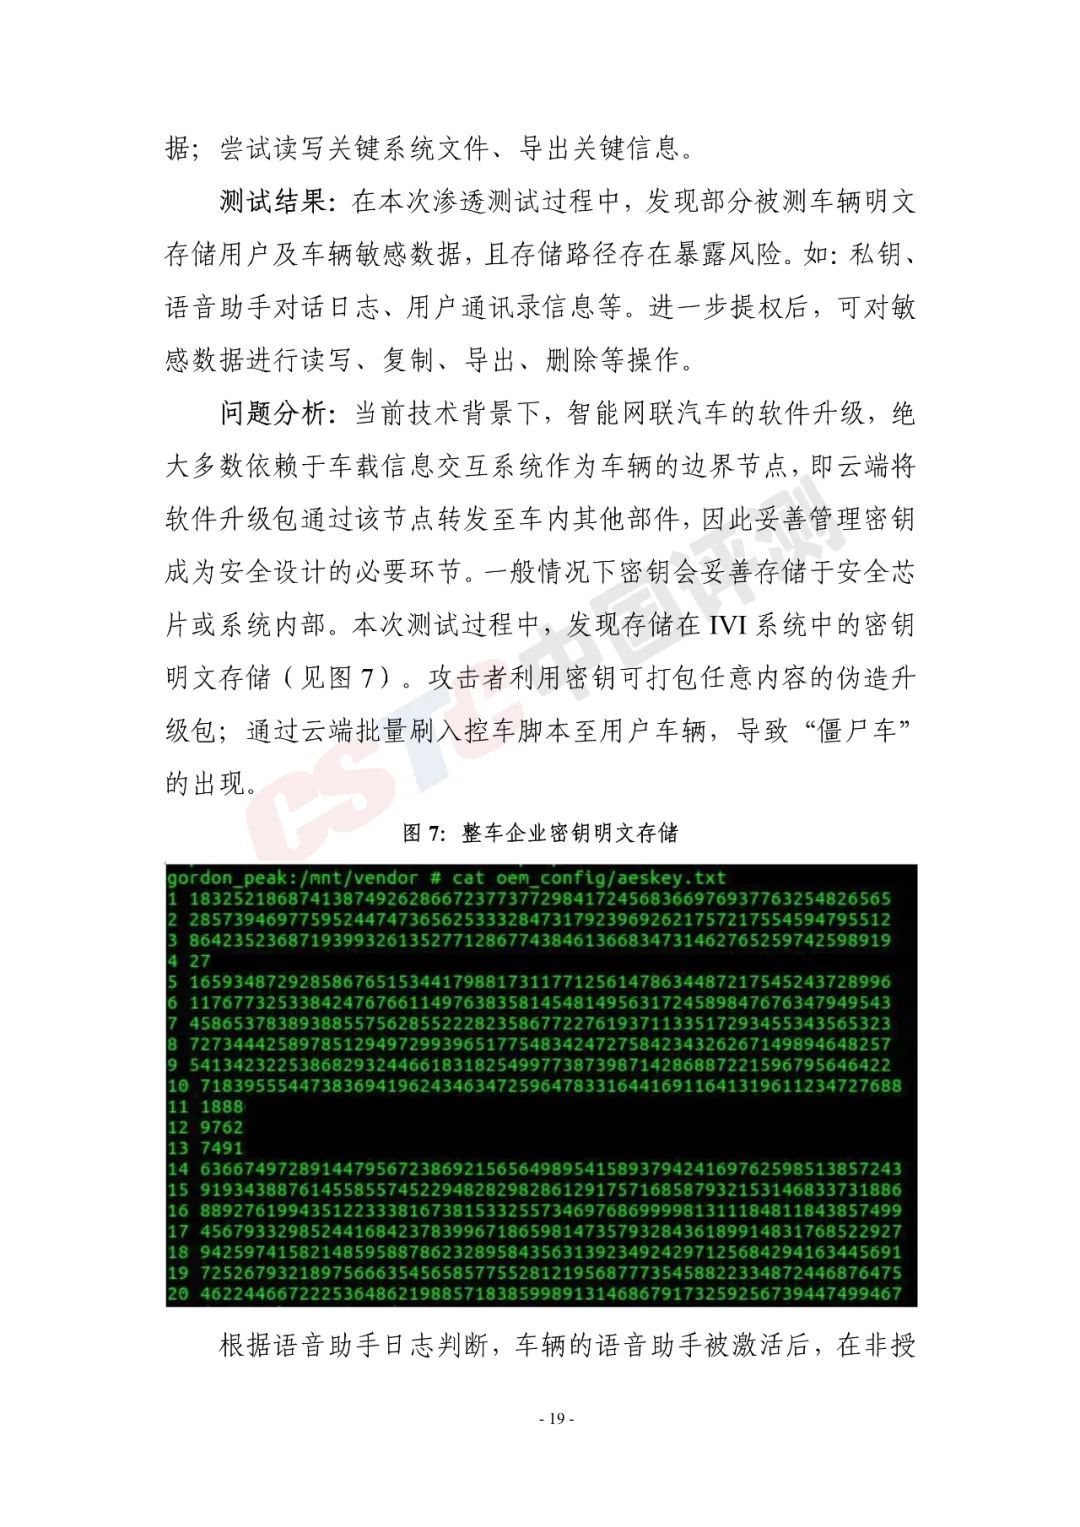 据；尝试读写关键系统文件、导出关键信息。
测试结果：在本次渗透测试过程中，发现部分被测车辆明文
存储用户及车辆敏感数据，且存储路径存在暴露风险。如：私钥、
语音助手对话日志、用户通讯录信息等。进一步提权后，可对敏
感数据进行读写、复制、导出、删除等操作。
问题分析：当前技术背景下，智能网联汽车的软件升级，绝
大多数依赖于车载信息交互系统作为车辆的边界节点，即云端将
软件升级包通过该节点转发至车内其他部件，因此妥善管理密钥
成为安全设计的必要环节。一般情况下密钥会妥善存储于安全芯
片或系统内部。本次测试过程中，发现存储在 IVI 系统中的密钥
明文存储（见图 7）。攻击者利用密钥可打包任意内容的伪造升
级包；通过云端批量刷入控车脚本至用户车辆，导致“僵尸车”
的出现。
CSTC中国评测
图 7：整车企业密钥明文存储
gordon_peak:/mnt/vendor # cat oem_config/aeskey.txt
1 18325218687413874926286672377377298417245683669769377632548265 65
2 2857394697759524474736562533328473179239692621757217554594795512
3 8642352368719399326135277128677438461366834731462765259742598919
4 27
5 1659348729285867651534417988173117712561478634487217545243728996
6 1176773253384247676611497638358145481495631724589847676347949543
7 4586537838938855756285522282358677227619371133517293455343565323
8 7273444258978512949729939651775483424727584234326267149894648257
9 5413423225386829324466183182549977387398714286887221596795646422
10 7183955544738369419624346347259647833164416911641319611234727688
11 1888
12 9762
13 7491
14 6366749728914479567238692156564989541589379424169762598513857243
15 9193438876145585574522948282982861291757168587932153146833731886
16 8892761994351223338167381533255734697686999981311184811843857499
17 4567933298524416842378399671865981473579328436189914831768522927
18 9425974158214859588786232895843563139234924297125684294163445691
19 7252679321897566635456585775528121956877735458822334872446876475
20 4622446672225364862198857183859989131468679173259256739447499467
根据语音助手日志判断，车辆的语音助手被激活后，在非授
- 19 -